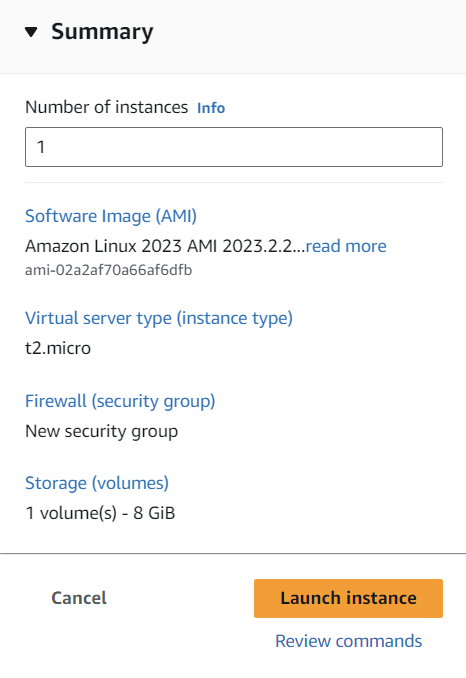 Summary
Number of instances Info
1
Software Image (AMI)
Amazon Linux 2023 AMI 2023.2.2...read more
ami-02a2af70a66af6dfb
Virtual server type (instance type)
t2.micro
Firewall (security group)
New security group
Storage (volumes)
1 volume(s) - 8 GiB
Cancel
Launch instance
Review commands